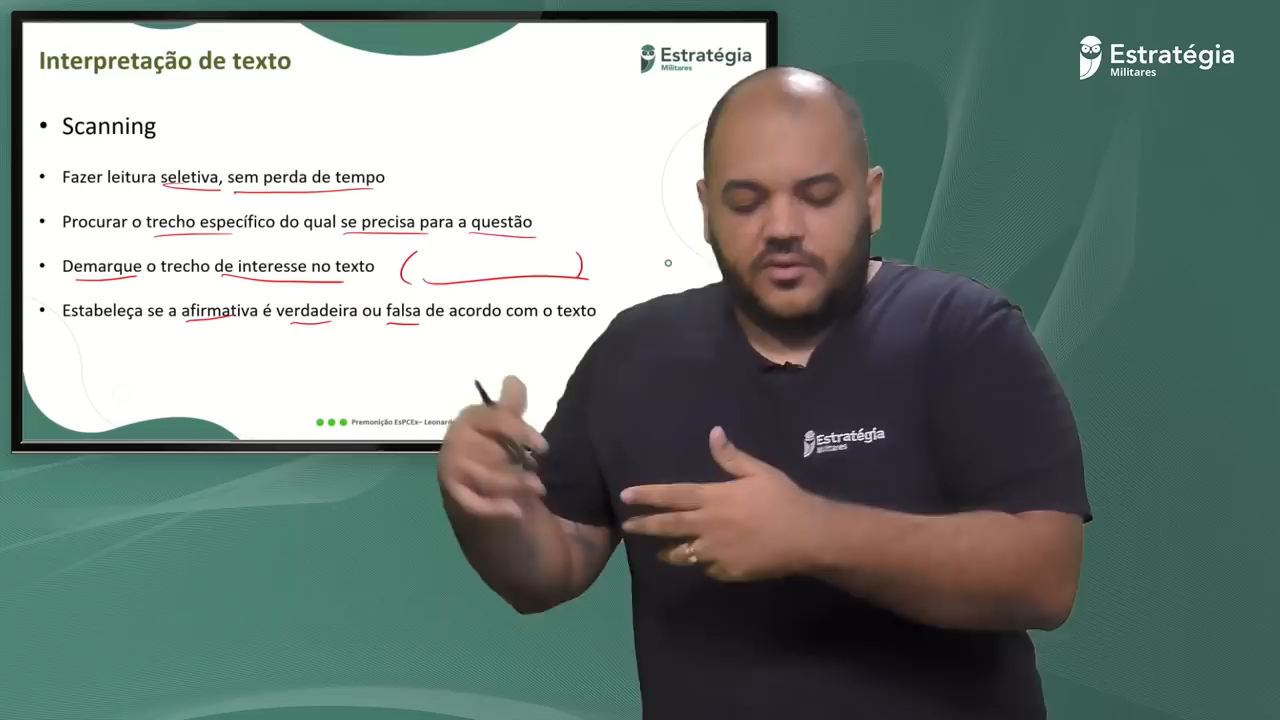 Interpretação de texto
Estratégia
Militares
• Scanning
• Fazer leitura seletiva, sem perda de tempo
• Procurar o trecho específico do qual se precisa para a questão
• Demarque o trecho de interesse no texto
• Estabeleça se a afirmativa é verdadeira ou falsa de acordo com o texto
Premonição EsPCEx– Leonard
Estratégia
Militares
Estratégia
Militares